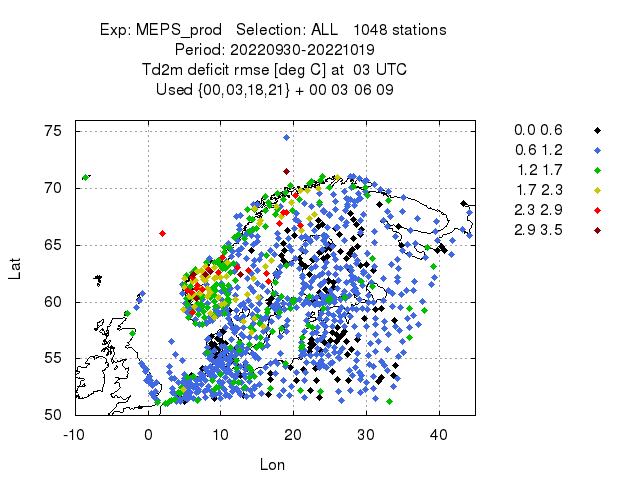 Exp: MEPS_prod   Selection: ALL   1048 stations
Period: 20220930-20221019
Td2m deficit rmse [deg C] at  03 UTC
Used {00,03,18,21} + 00 03 06 09
0.0 0.6
0.6 1.2
1.2 1.7
1.7 2.3
2.3 2.9
2.9 3.5
75
70
65
60
55
50
Lat
-10 0 10 20 30 40
Lon